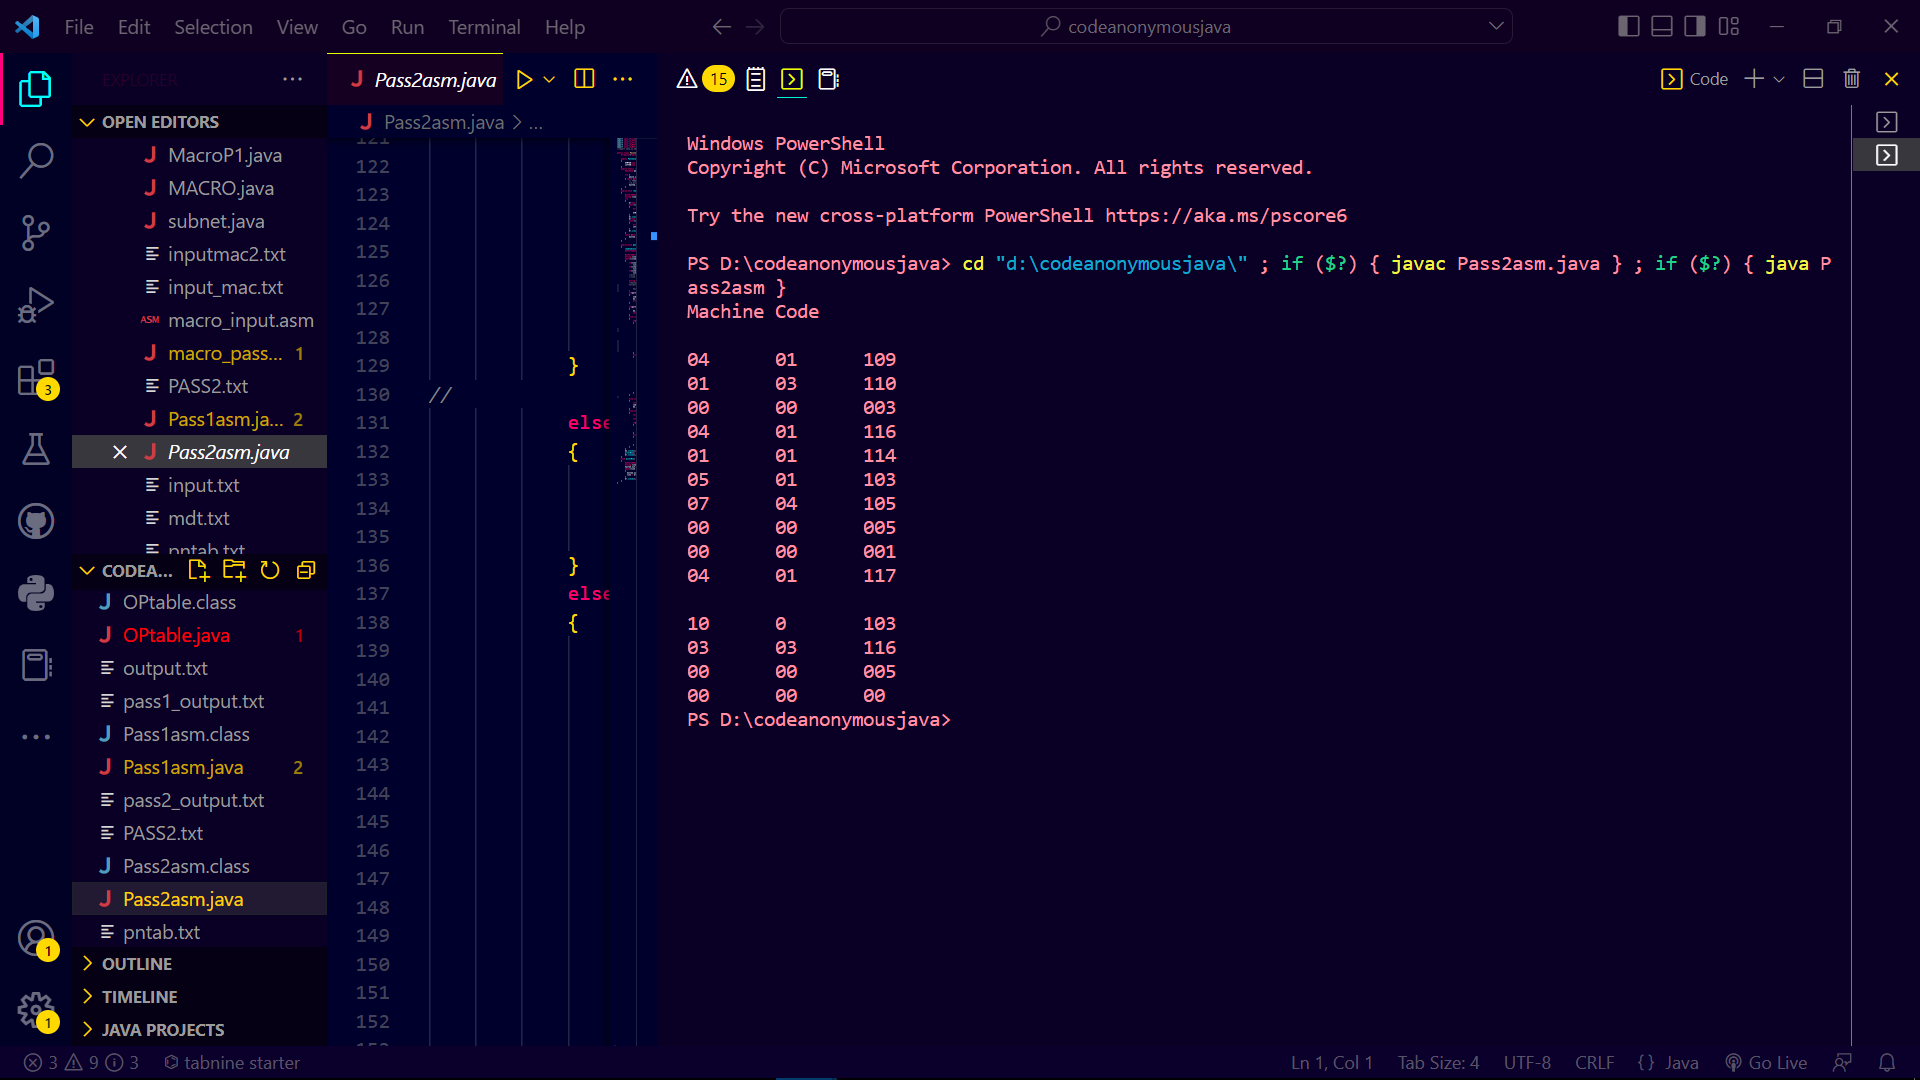 File Edit Selection View Go Run Terminal Help
codeanonymousjava
EXPLORER
OPEN EDITORS
MacroP1.java
MACRO.java
subnet.java
inputmac2.txt
input_mac.txt
ASM macro_input.asm
macro_pass... 1
PASS2.txt
Pass1asm.ja... 2
Pass2asm.java
input.txt
mdt.txt
pntab.txt
CODEA...
OPtable.class
OPtable.java 1
output.txt
pass1_output.txt
Pass1asm.class
Pass1asm.java 2
pass2_output.txt
PASS2.txt
Pass2asm.class
Pass2asm.java
pntab.txt
OUTLINE
TIMELINE
JAVA PROJECTS
3
1
1
Pass2asm.java
Pass2asm.java > ...
121
122
123
124
125
126
127
128
129 }
130 //
131 else
132 {
133
134
135
136 }
137 else
138 {
139
140
141
142
143
144
145
146
147
148
149
150
151
152
15
Code
Windows PowerShell
Copyright (C) Microsoft Corporation. All rights reserved.
Try the new cross-platform PowerShell https://aka.ms/pscore6
PS D:\codeanonymousjava> cd "d:\codeanonymousjava\" ; if ($?) { javac Pass2asm.java } ; if ($?) { java P
ass2asm }
Machine Code
04 01 109
01 03 110
00 00 003
04 01 116
01 01 114
05 01 103
07 04 105
00 00 005
00 00 001
04 01 117
10 0 103
03 03 116
00 00 005
00 00 00
PS D:\codeanonymousjava>
3 9 3 tabnine starter
Ln 1, Col 1 Tab Size: 4 UTF-8 CRLF {} Java Go Live